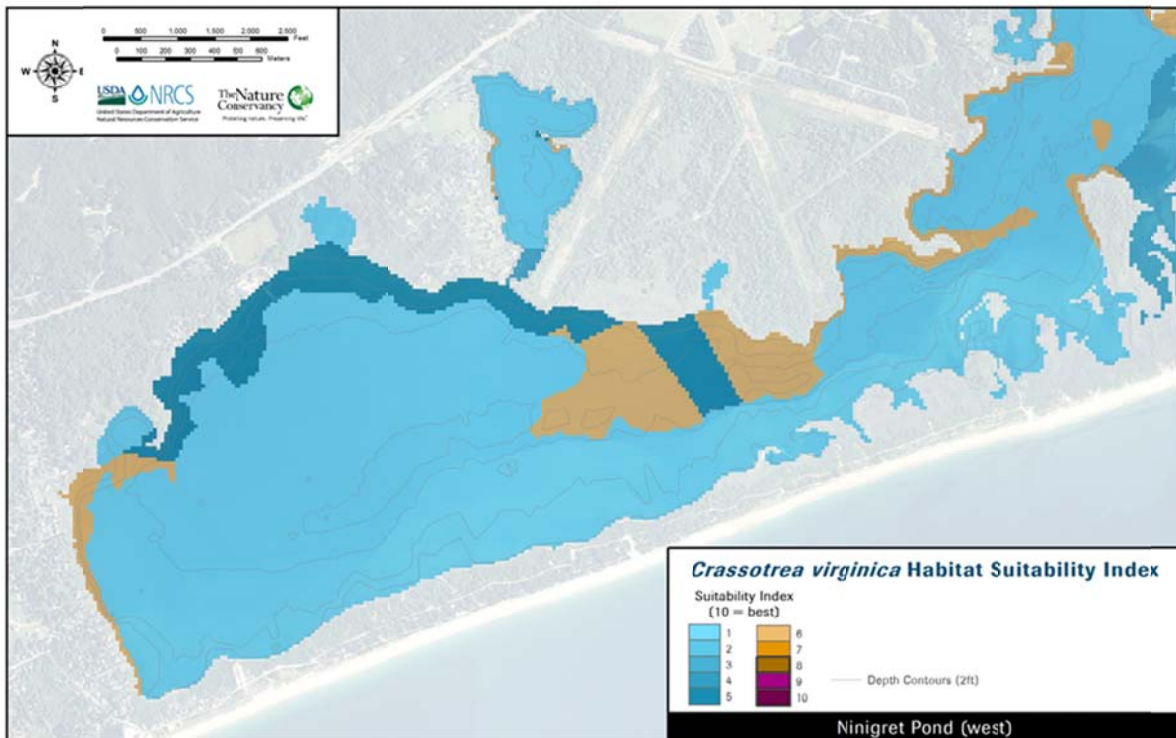 N
W E
S
0 500 1,000 1,500 2,000 2,500
Feet
0 100 200 300 400 500 600
Meters
USDA NRCS
United States Department of Agriculture
Natural Resources Conservation Service
The Nature
Conservancy
Protecting nature. Preserving life.
Crassotrea virginica Habitat Suitability Index
Suitability Index
(10 = best)
1 6
2 7
3 8
4 9
5 10
Depth Contours (2ft)
Ninigret Pond (west)